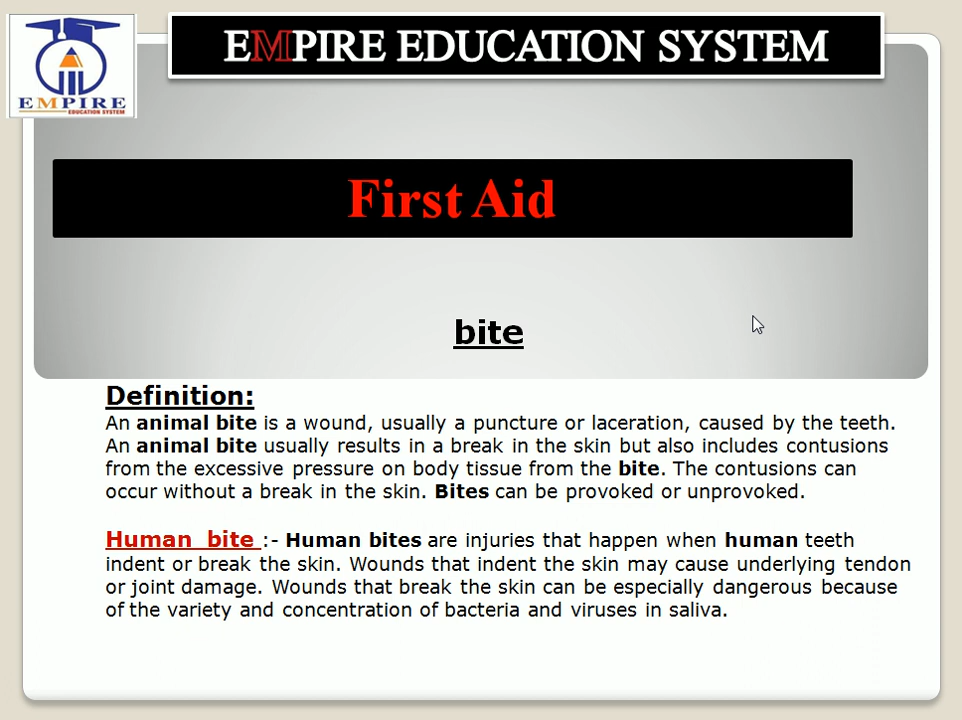 EMPIRE EDUCATION SYSTEM
EMPIRE
EDUCATION SYSTEM
First Aid
bite
Definition:
An animal bite is a wound, usually a puncture or laceration, caused by the teeth.
An animal bite usually results in a break in the skin but also includes contusions
from the excessive pressure on body tissue from the bite. The contusions can
occur without a break in the skin. Bites can be provoked or unprovoked.
Human bite :- Human bites are injuries that happen when human teeth
indent or break the skin. Wounds that indent the skin may cause underlying tendon
or joint damage. Wounds that break the skin can be especially dangerous because
of the variety and concentration of bacteria and viruses in saliva.